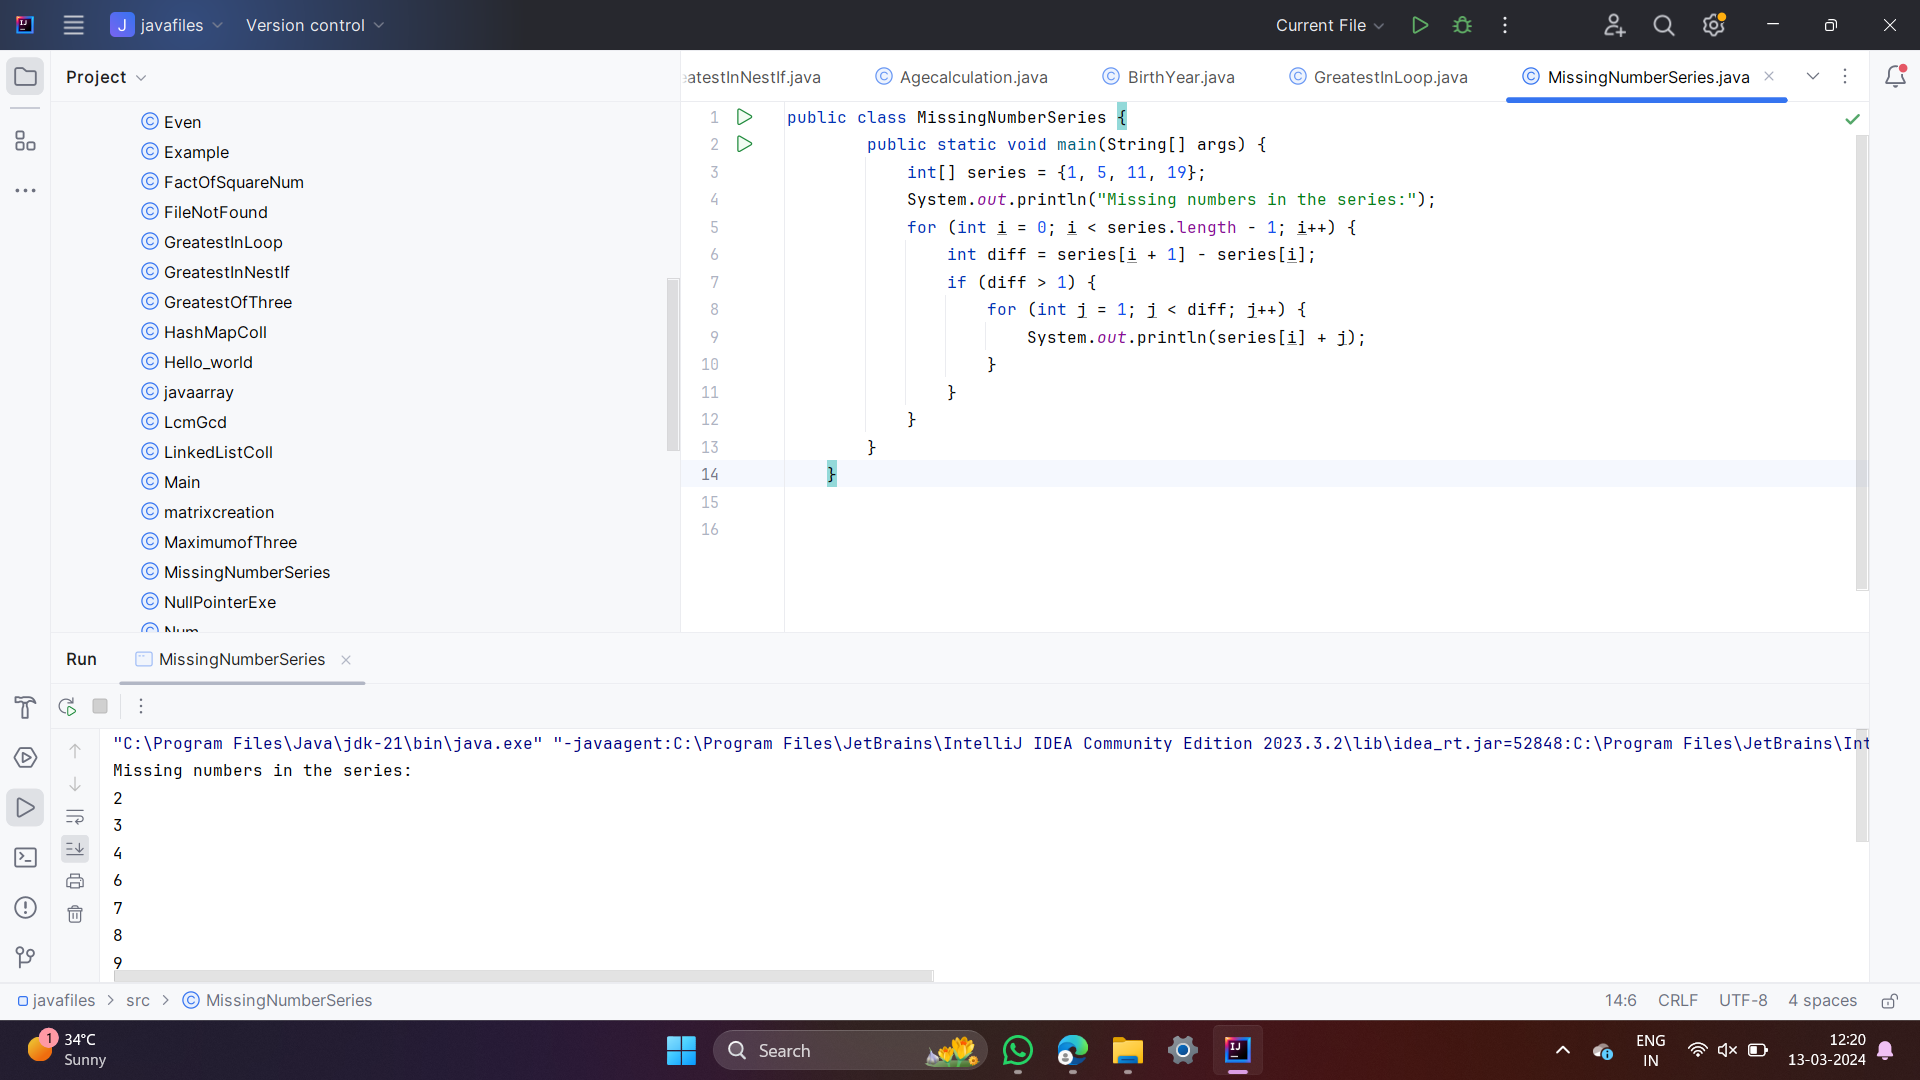 J javafiles Version control Current File
Project
atestInNestIf.java Agecalculation.java BirthYear.java GreatestInLoop.java MissingNumberSeries.java
Even
Example
FactOfSquareNum
FileNotFound
GreatestInLoop
GreatestInNestIf
GreatestOfThree
HashMapColl
Hello_world
javaarray
LcmGcd
LinkedListColl
Main
matrixcreation
MaximumofThree
MissingNumberSeries
NullPointerExe
Num
1 public class MissingNumberSeries {
2 public static void main(String[] args) {
3 int[] series = {1, 5, 11, 19};
4 System.out.println("Missing numbers in the series:");
5 for (int i = 0; i < series.length - 1; i++) {
6 int diff = series[i + 1] - series[i];
7 if (diff > 1) {
8 for (int j = 1; j < diff; j++) {
9 System.out.println(series[i] + j);
10 }
11 }
12 }
13 }
14 }
15
16
Run MissingNumberSeries
"C:\Program Files\Java\jdk-21\bin\java.exe" "-javaagent:C:\Program Files\JetBrains\IntelliJ IDEA Community Edition 2023.3.2\lib\idea_rt.jar=52848:C:\Program Files\JetBrains\Int
Missing numbers in the series:
2
3
4
6
7
8
9
javafiles > src > MissingNumberSeries 14:6 CRLF UTF-8 4 spaces
1 34°C
Sunny
Search
ENG
IN
12:20
13-03-2024